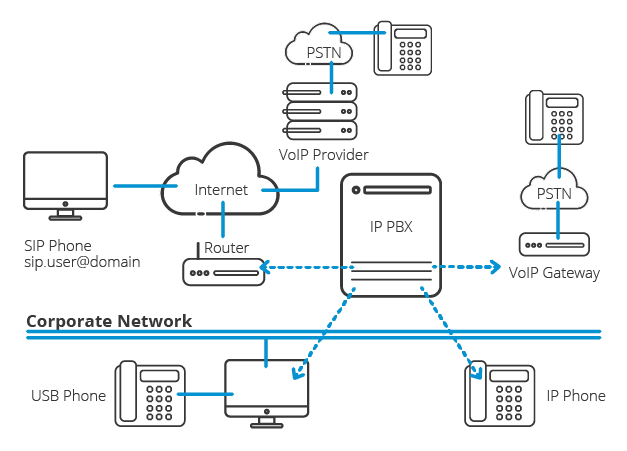 PSTN
VoIP Provider
Internet
SIP Phone
sip.user@domain
Router
IP PBX
PSTN
VoIP Gateway
Corporate Network
USB Phone
IP Phone